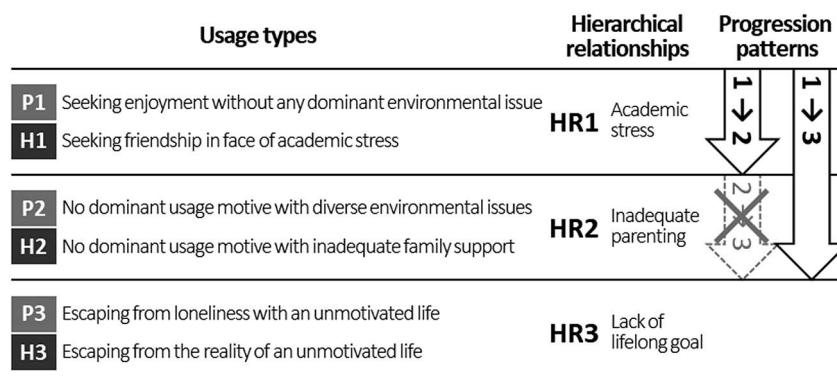 Usage types
Hierarchical
relationships
Progression
patterns
P1 Seeking enjoyment without any dominant environmental issue
H1 Seeking friendship in face of academic stress
HR1 Academic
stress
1 → 2
1 → 3
P2 No dominant usage motive with diverse environmental issues
H2 No dominant usage motive with inadequate family support
HR2 Inadequate
parenting
2 3
P3 Escaping from loneliness with an unmotivated life
H3 Escaping from the reality of an unmotivated life
HR3 Lack of
lifelong goal